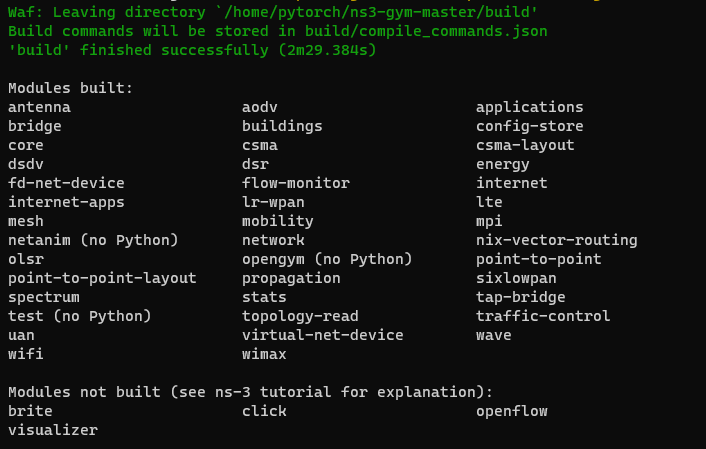 Waf: Leaving directory `/home/pytorch/ns3-gym-master/build'
Build commands will be stored in build/compile_commands.json
'build' finished successfully (2m29.384s)
Modules built:
antenna aodv applications
bridge buildings config-store
core csma csma-layout
dsdv dsr energy
fd-net-device flow-monitor internet
internet-apps lr-wpan lte
mesh mobility mpi
netanim (no Python) network nix-vector-routing
olsr opengym (no Python) point-to-point
point-to-point-layout propagation sixlowpan
spectrum stats tap-bridge
test (no Python) topology-read traffic-control
uan virtual-net-device wave
wifi wimax
Modules not built (see ns-3 tutorial for explanation):
brite click openflow
visualizer